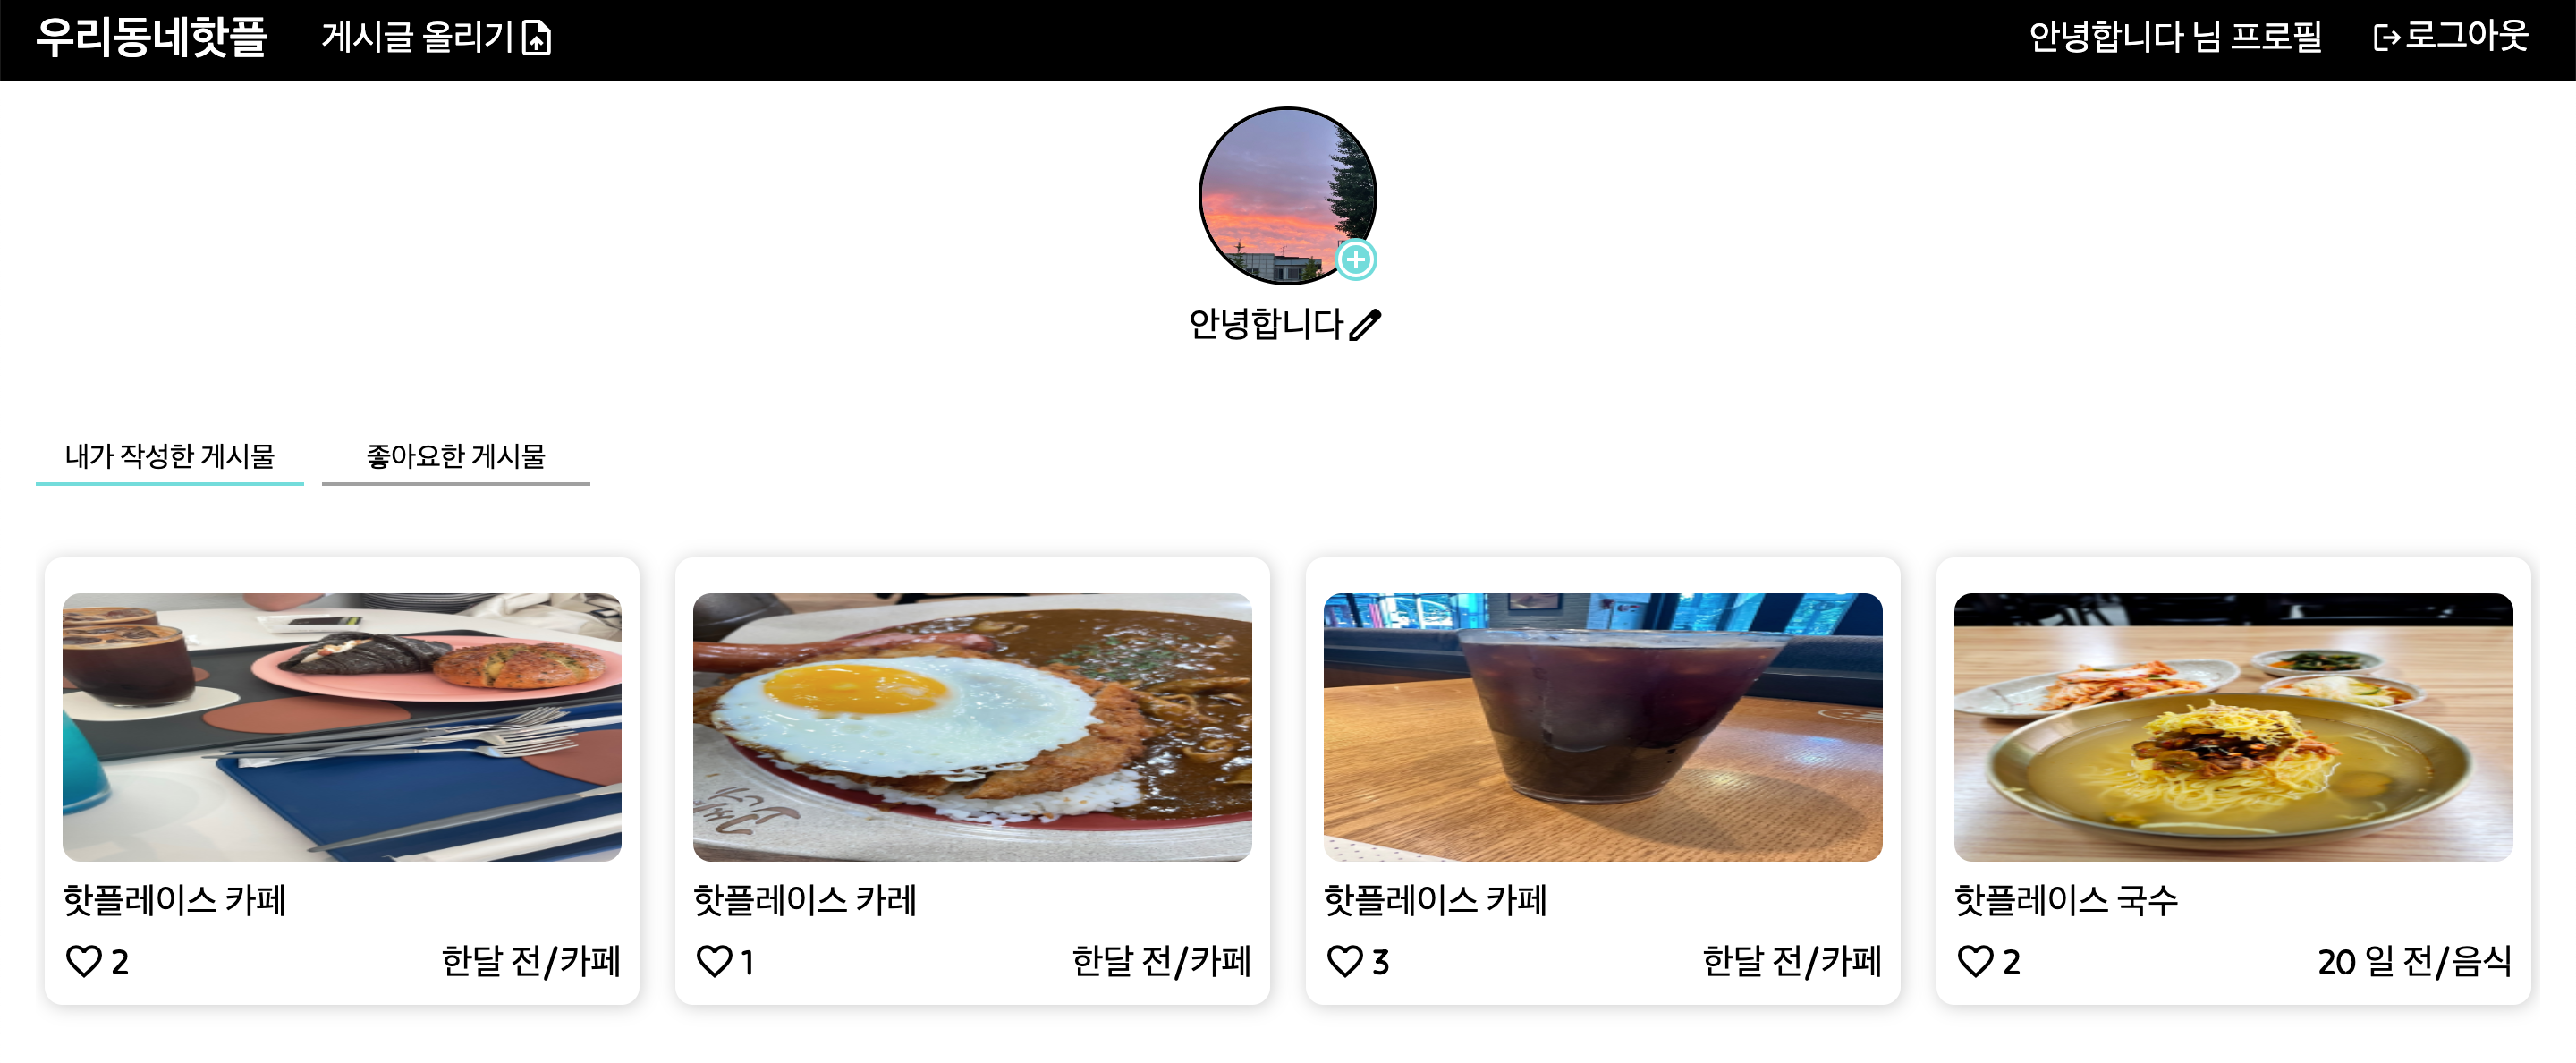 우리동네핫플 게시글 올리기 안녕합니다 님 프로필 로그아웃
안녕합니다
내가 작성한 게시물 좋아요한 게시물
핫플레이스 카페
2 한달 전/카페
핫플레이스 카레
1 한달 전/카페
핫플레이스 카페
3 한달 전/카페
핫플레이스 국수
2 20 일 전/음식